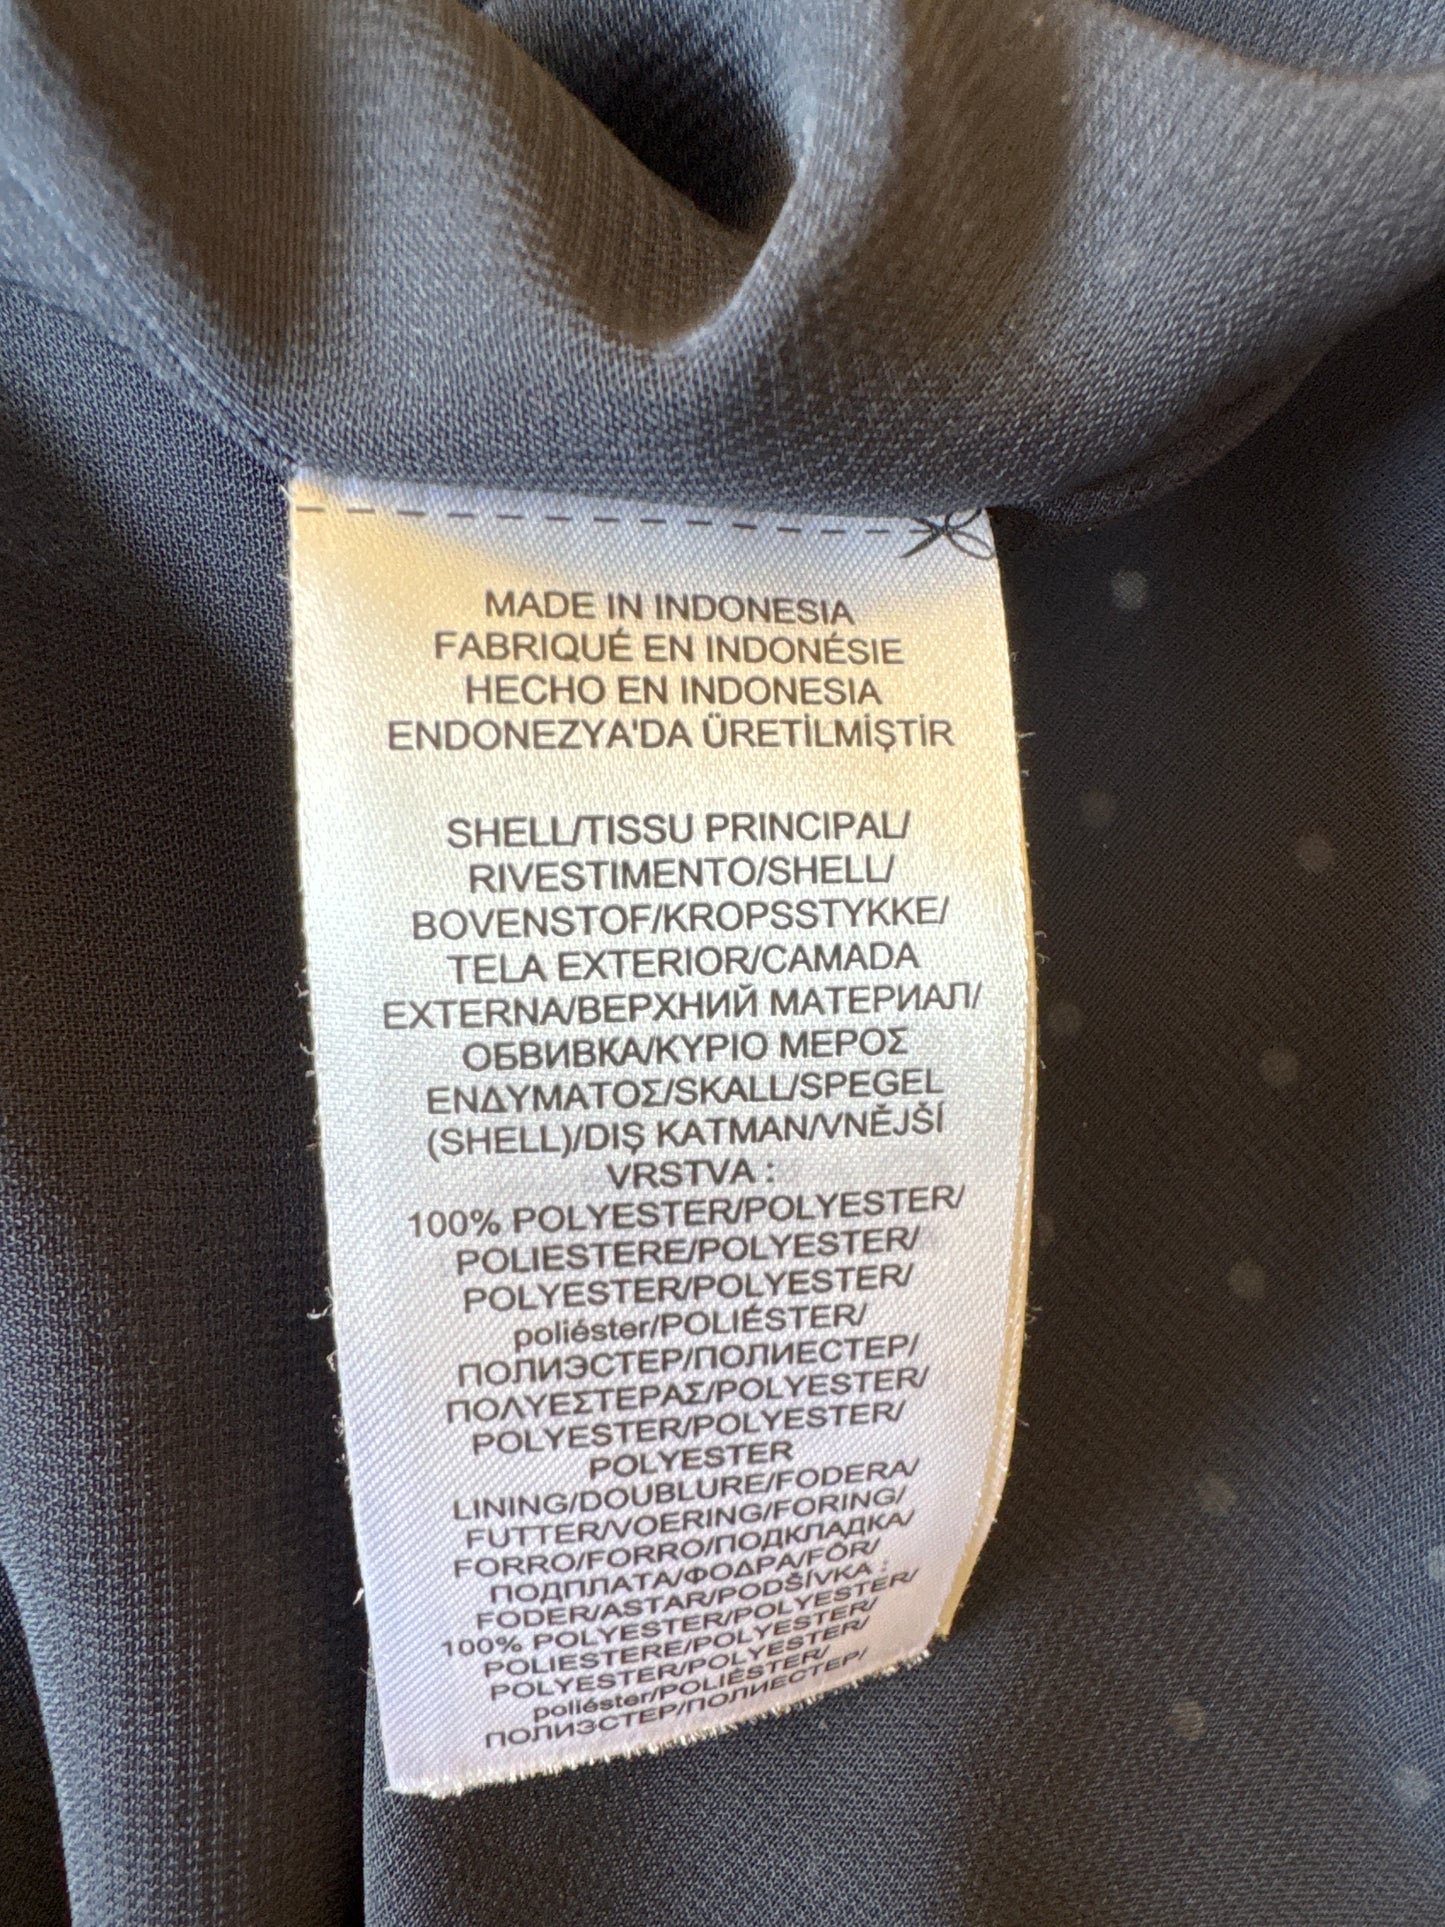 MADE IN INDONESIA
FABRIQUÉ EN INDONÉSIE
HECHO EN INDONESIA
ENDONEZYA'DA ÜRETİLMİŞTİR
SHELL/TISSU PRINCIPAL/
RIVESTIMENTO/SHELL/
BOVENSTOF/KROPSSTYKKE/
TELA EXTERIOR/CAMADA
EXTERNA/ВЕРХНИЙ МАТЕРИАЛ/
ОБВИВКА/ΚΥΡΙΟ ΜΕΡΟΣ
ΕΝΔΥΜΑΤΟΣ/SKALL/SPEGEL
(SHELL)/DIŞ KATMAN/VNĚJŠÍ
VRSTVA :
100% POLYESTER/POLYESTER/
POLIESTERE/POLYESTER/
POLYESTER/POLYESTER/
poliéster/POLIÉSTER/
ПОЛИЭСТЕР/ПОЛИЕСТЕР/
ΠΟΛΥΕΣΤΕΡΑΣ/POLYESTER/
POLYESTER/POLYESTER/
POLYESTER
LINING/DOUBLURE/FODERA/
FUTTER/VOERING/FORING/
FORRO/FORRO/ПОДКЛАДКА/
ПОДПЛАТА/ΦΟΔΡΑ/FÔR/
FODER/ASTAR/PODŠÍVKA :
100% POLYESTER/POLYESTER/
POLIESTERE/POLYESTER/
POLYESTER/POLYESTER/
poliéster/POLIÉSTER/
ПОЛИЭСТЕР/ПОЛИЕСТЕР/